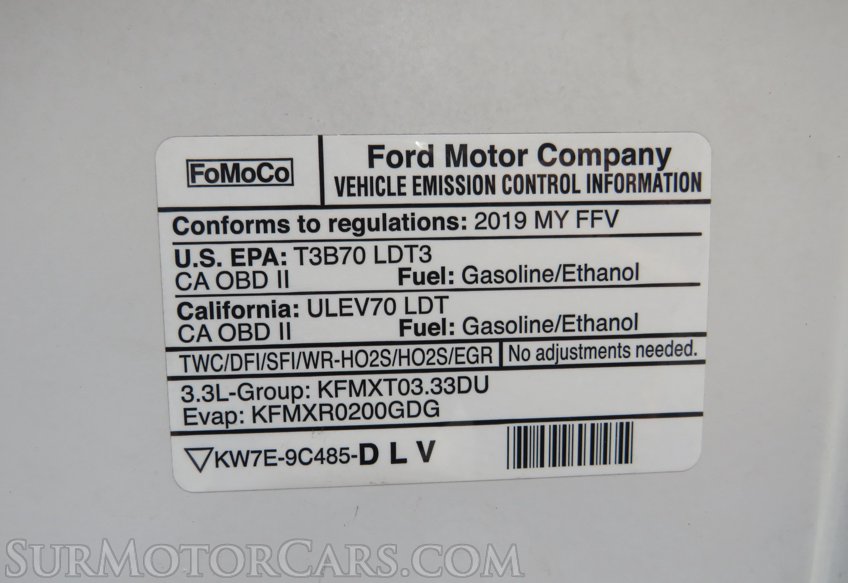 FoMoCo
Ford Motor Company
VEHICLE EMISSION CONTROL INFORMATION
Conforms to regulations: 2019 MY FFV
U.S. EPA: T3B70 LDT3
CA OBD II Fuel: Gasoline/Ethanol
California: ULEV70 LDT
CA OBD II Fuel: Gasoline/Ethanol
TWC/DFI/SFI/WR-HO2S/HO2S/EGR No adjustments needed.
3.3L-Group: KFMXT03.33DU
Evap: KFMXR0200GDG
▽KW7E-9C485-D L V
SURMOTORCARS.COM